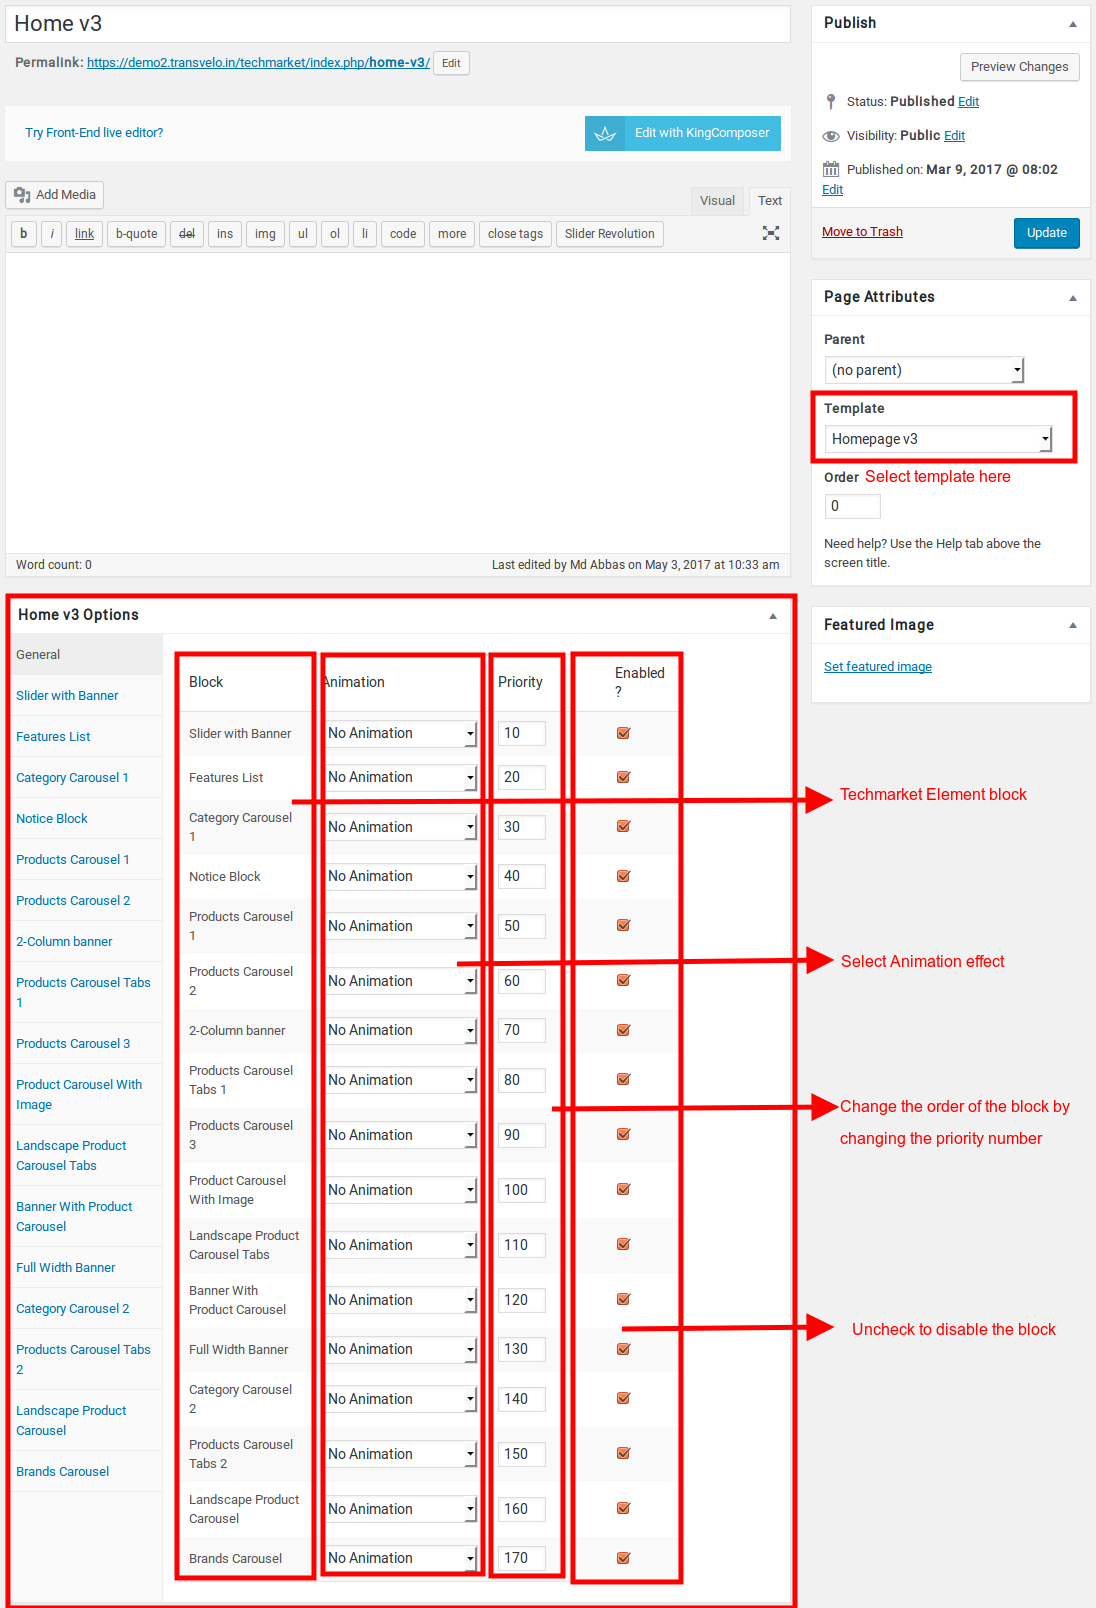 Home v3
Permalink: https://demo2.transvelo.in/techmarket/index.php/home-v3/ Edit
Try Front-End live editor?
Edit with KingComposer
Add Media
Visual Text
b i link b-quote del ins img ul ol li code more close tags Slider Revolution
Word count: 0
Last edited by Md Abbas on May 3, 2017 at 10:33 am
Publish
Preview Changes
Status: Published Edit
Visibility: Public Edit
Published on: Mar 9, 2017 @ 08:02
Edit
Move to Trash
Update
Page Attributes
Parent
(no parent)
Template
Homepage v3
Order Select template here
0
Need help? Use the Help tab above the
screen title.
Featured Image
Set featured image
Home v3 Options
General
Slider with Banner
Features List
Category Carousel 1
Notice Block
Products Carousel 1
Products Carousel 2
2-Column banner
Products Carousel Tabs
1
Products Carousel 3
Product Carousel With
Image
Landscape Product
Carousel Tabs
Banner With Product
Carousel
Full Width Banner
Category Carousel 2
Products Carousel Tabs
2
Landscape Product
Carousel
Brands Carousel
Block Animation Priority Enabled
?
Slider with Banner No Animation 10
Features List No Animation 20
Category Carousel
1 No Animation 30
Notice Block No Animation 40
Products Carousel
1 No Animation 50
Products Carousel
2 No Animation 60
2-Column banner No Animation 70
Products Carousel
Tabs 1 No Animation 80
Products Carousel
3 No Animation 90
Product Carousel
With Image No Animation 100
Landscape Product
Carousel Tabs No Animation 110
Banner With
Product Carousel No Animation 120
Full Width Banner No Animation 130
Category Carousel
2 No Animation 140
Products Carousel
Tabs 2 No Animation 150
Landscape Product
Carousel No Animation 160
Brands Carousel No Animation 170
Techmarket Element block
Select Animation effect
Change the order of the block by
changing the priority number
Uncheck to disable the block